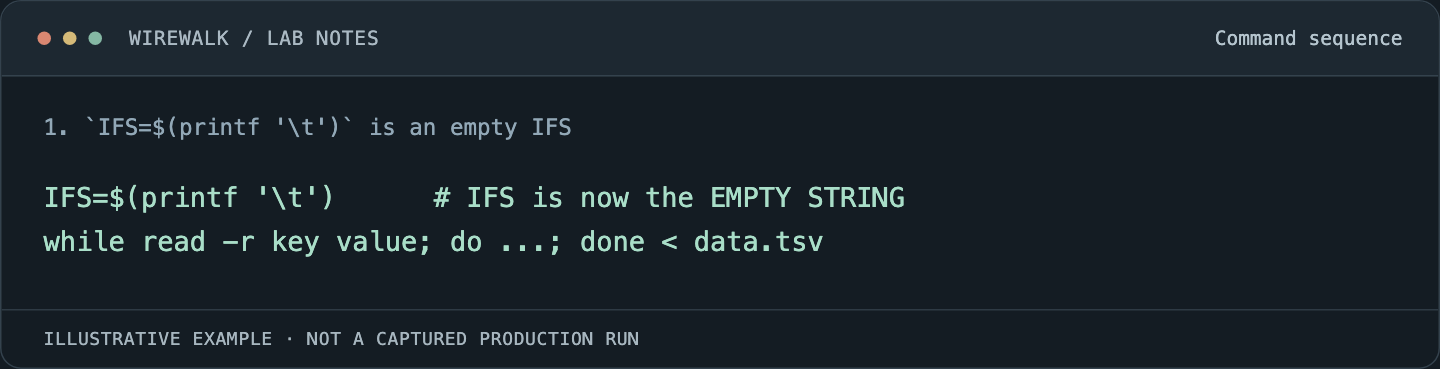 WIREWALK / LAB NOTES
Command sequence
1. `IFS=$(printf '\t')` is an empty IFS
IFS=$(printf '\t')      # IFS is now the EMPTY STRING
while read -r key value; do ...; done < data.tsv
ILLUSTRATIVE EXAMPLE · NOT A CAPTURED PRODUCTION RUN